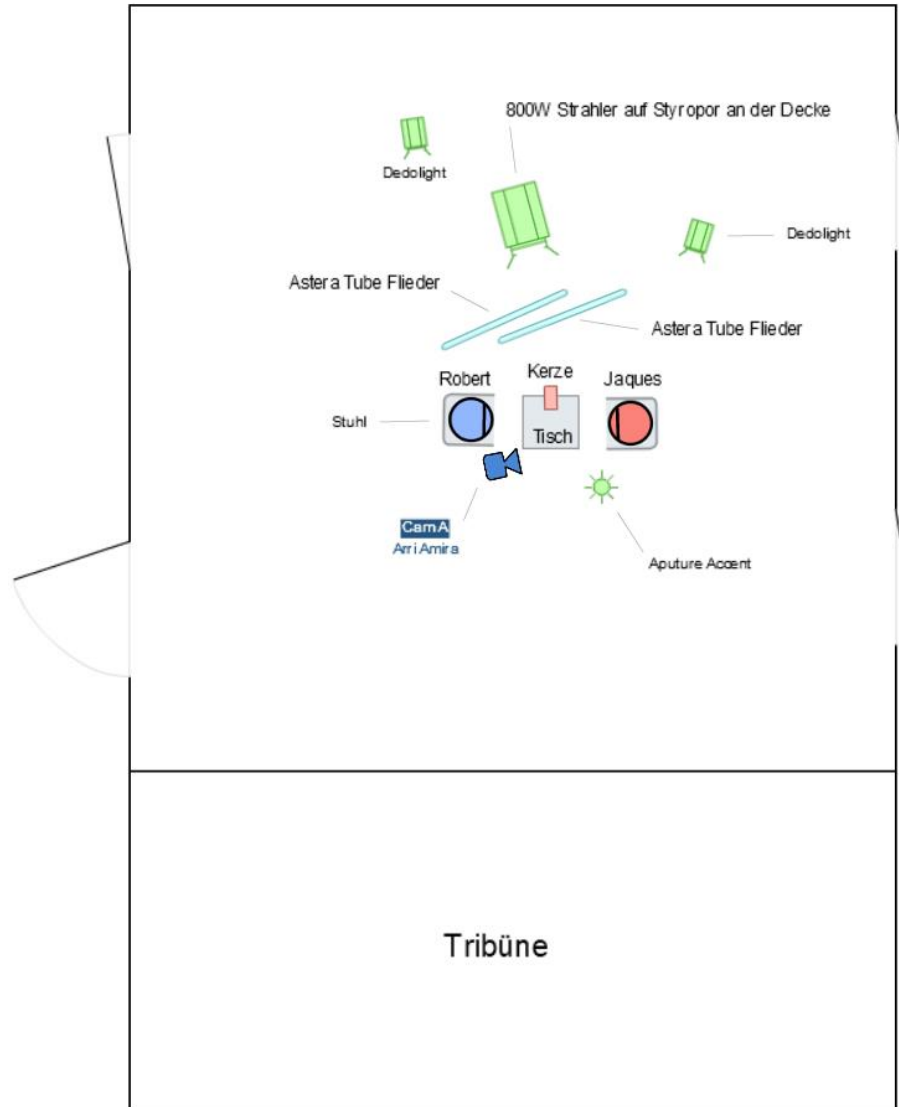 800W Strahler auf Styropor an der Decke
Dedolight
Dedolight
Astera Tube Flieder
Astera Tube Flieder
Robert
Kerze
Jaques
Stuhl
Tisch
Cam A
Arri Amira
Aputure Accent
Tribüne